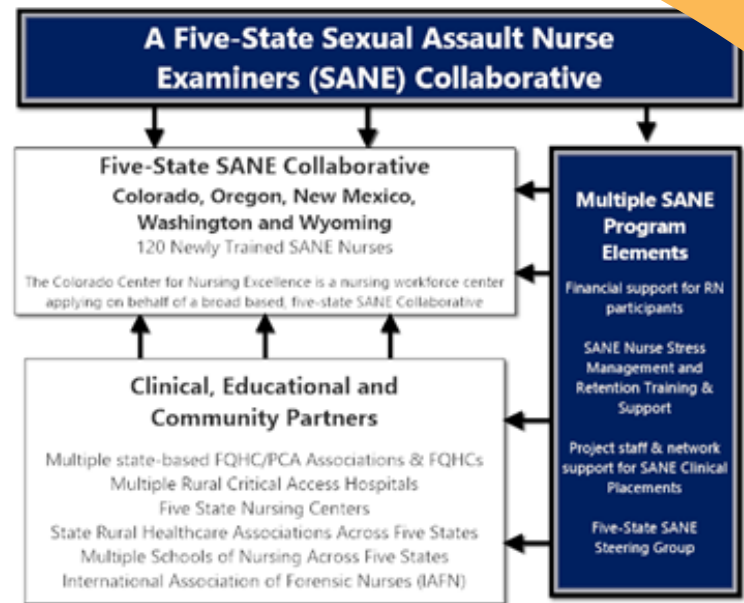 A Five-State Sexual Assault Nurse
Examiners (SANE) Collaborative
Five-State SANE Collaborative
Colorado, Oregon, New Mexico,
Washington and Wyoming
120 Newly Trained SANE Nurses
The Colorado Center for Nursing Excellence is a nursing workforce center
applying on behalf of a broad based, five-state SANE Collaborative
Clinical, Educational and
Community Partners
Multiple state-based FQHC/PCA Associations & FQHCs
Multiple Rural Critical Access Hospitals
Five State Nursing Centers
State Rural Healthcare Associations Across Five States
Multiple Schools of Nursing Across Five States
International Association of Forensic Nurses (IAFN)
Multiple SANE
Program
Elements
Financial support for RN
participants
SANE Nurse Stress
Management and
Retention Training &
Support
Project staff & network
support for SANE Clinical
Placements
Five-State SANE
Steering Group